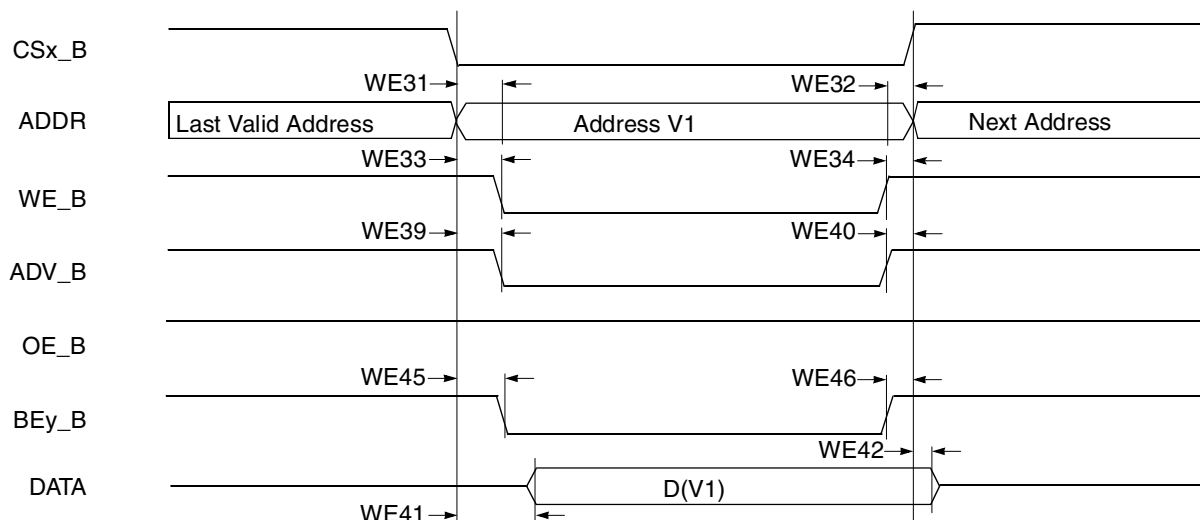 CSx_B
WE31
WE32
ADDR
Last Valid Address
Address V1
Next Address
WE33
WE34
WE_B
WE39
WE40
ADV_B
OE_B
WE45
WE46
BEy_B
WE42
DATA
D(V1)
WE41